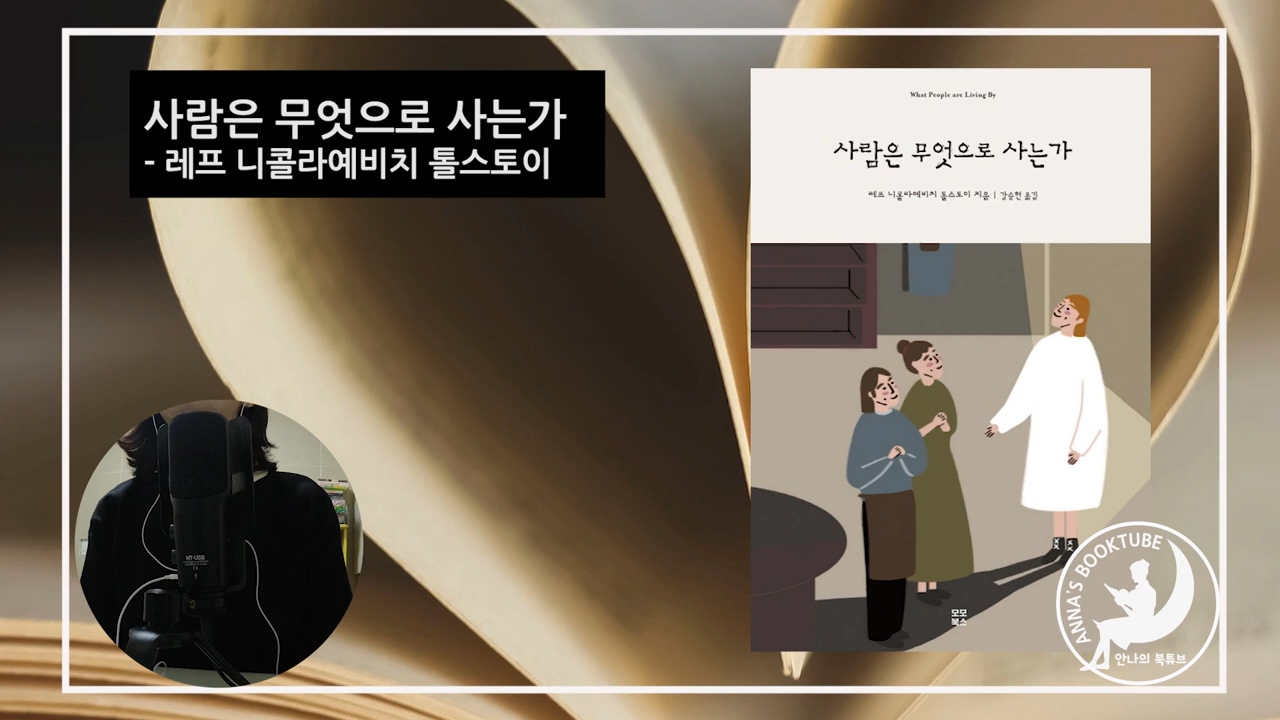 사람은 무엇으로 사는가
- 레프 니콜라예비치 톨스토이
What People are Living By
사람은 무엇으로 사는가
레프 니콜라예비치 톨스토이 지음 | 강승현 옮김
모모
북스
NT-USB
ANNA'S BOOKTUBE
안나의 북튜브